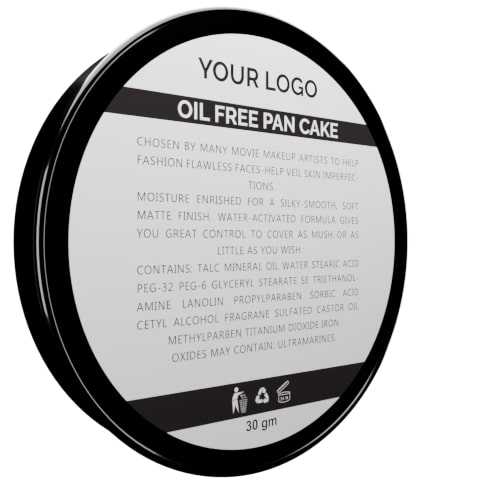 YOUR LOGO
OIL FREE PAN CAKE
CHOSEN BY MANY MOVIE MAKEUP ARTISTS TO HELP
FASHION FLAWLESS FACES-HELP VEIL SKIN IMPERFEC-
TIONS.
MOISTURE ENRISHED FOR A SILKY-SMOOTH, SOFT
MATTE FINISH. WATER-ACTIVATED FORMULA GIVES
YOU GREAT CONTROL TO COVER AS MUSH OR AS
LITTLE AS YOU WISH.
CONTAINS: TALC MINERAL OIL WATER STEARIC ACID
PEG-32 PEG-6 GLYCERYL STEARATE SE TRIETHANOL-
AMINE LANOLIN PROPYLPARABEN SORBIC ACID
CETYL ALCOHOL FRAGRANE SULFATED CASTOR OIL
METHYLPARBEN TITANIUM DIOXIDE IRON
OXIDES MAY CONTAIN: ULTRAMARINES.
30 gm